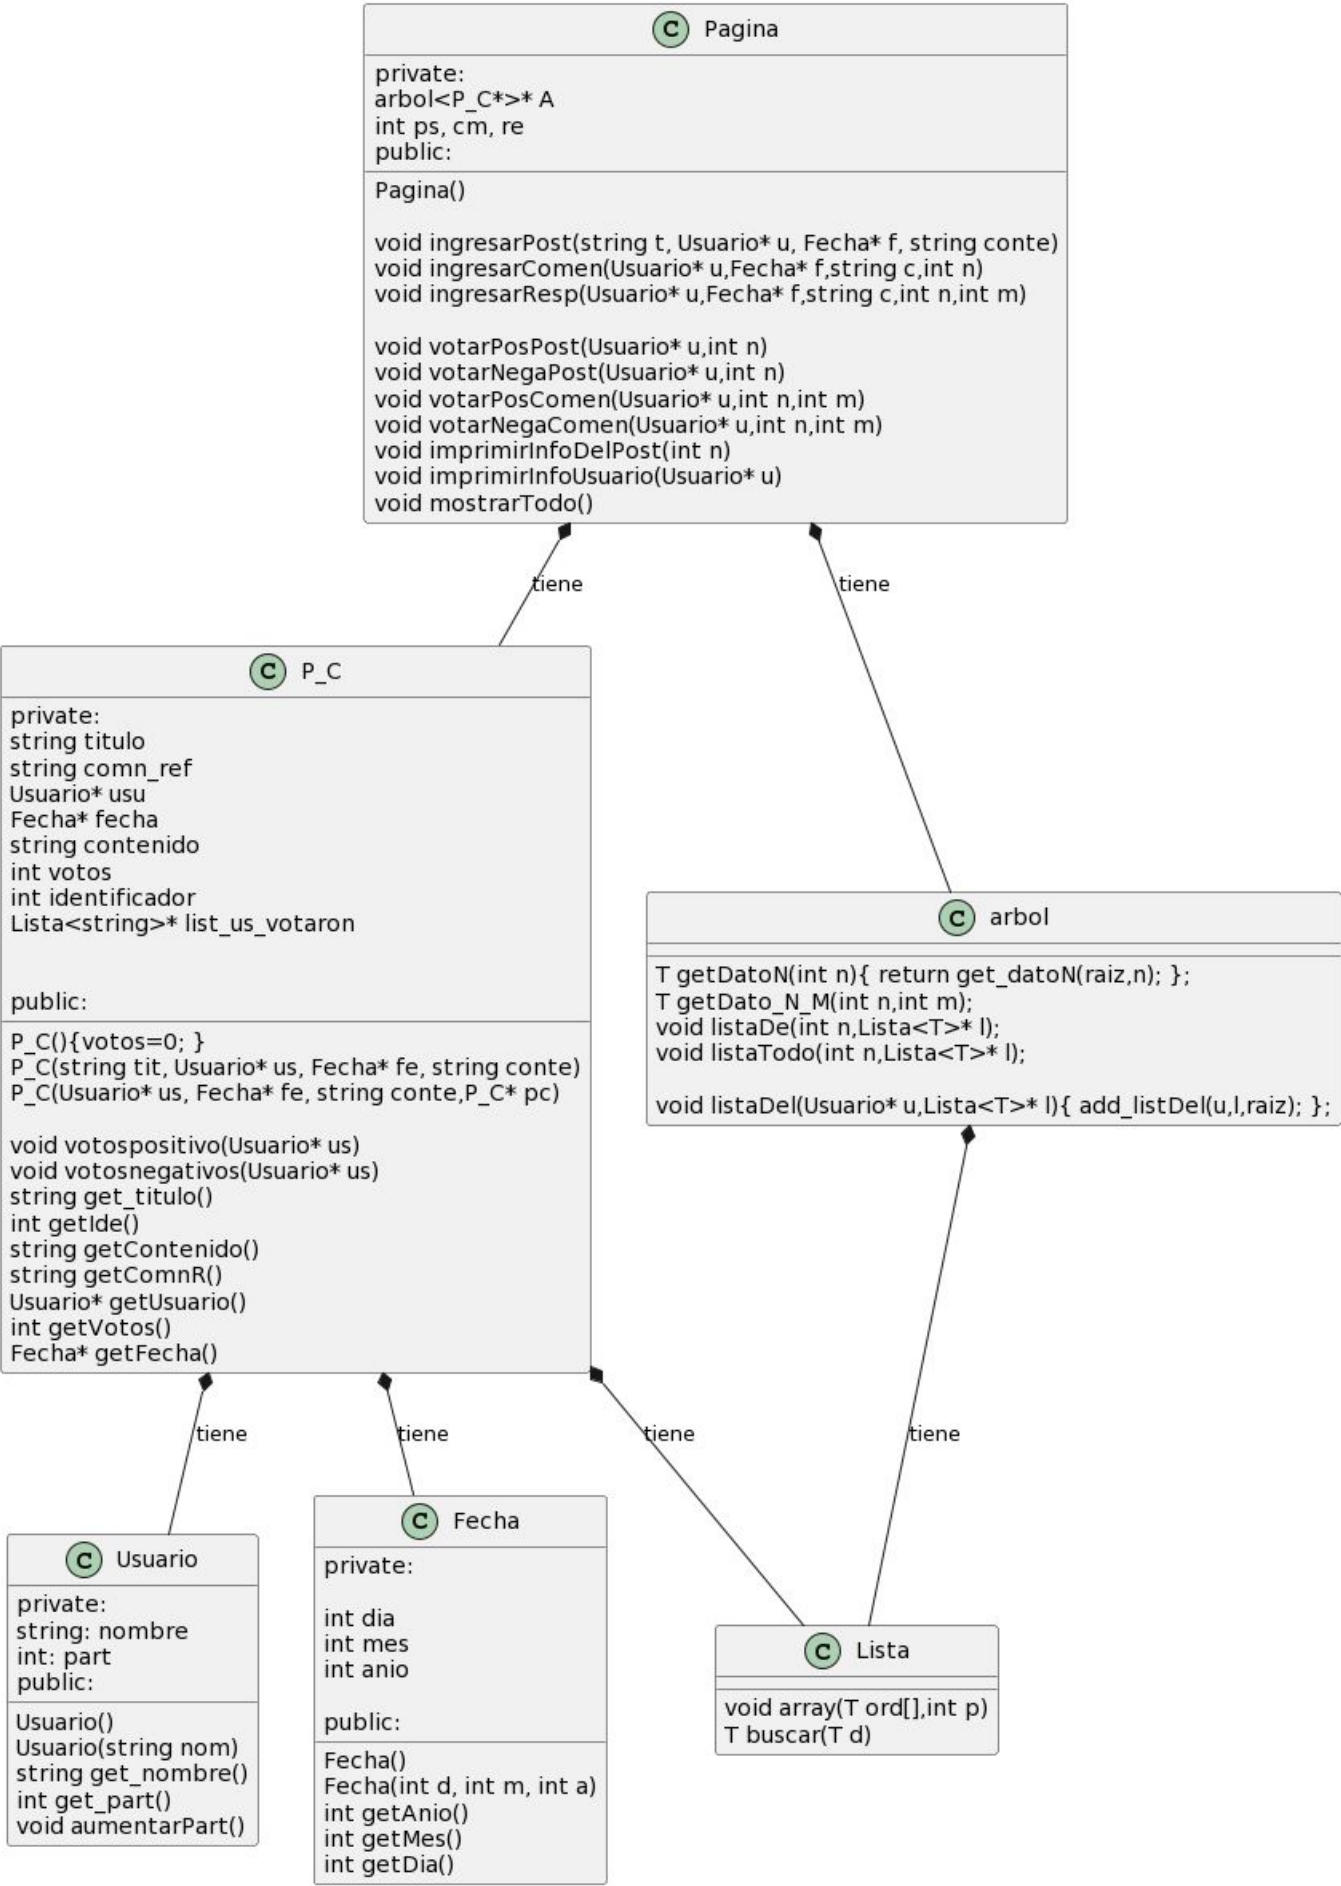 C Pagina
private:
arbol<P_C*>* A
int ps, cm, re
public:
Pagina()
void ingresarPost(string t, Usuario* u, Fecha* f, string conte)
void ingresarComen(Usuario* u,Fecha* f,string c,int n)
void ingresarResp(Usuario* u,Fecha* f,string c,int n,int m)
void votarPosPost(Usuario* u,int n)
void votarNegaPost(Usuario* u,int n)
void votarPosComen(Usuario* u,int n,int m)
void votarNegaComen(Usuario* u,int n,int m)
void imprimirInfoDelPost(int n)
void imprimirInfoUsuario(Usuario* u)
void mostrarTodo()
tiene
tiene
C P_C
private:
string titulo
string comn_ref
Usuario* usu
Fecha* fecha
string contenido
int votos
int identificador
Lista<string>* list_us_votaron
public:
P_C(){votos=0; }
P_C(string tit, Usuario* us, Fecha* fe, string conte)
P_C(Usuario* us, Fecha* fe, string conte,P_C* pc)
void votospositivo(Usuario* us)
void votosnegativos(Usuario* us)
string get_titulo()
int getIde()
string getContenido()
string getComnR()
Usuario* getUsuario()
int getVotos()
Fecha* getFecha()
C arbol
T getDatoN(int n){ return get_datoN(raiz,n); };
T getDato_N_M(int n,int m);
void listaDe(int n,Lista<T>* l);
void listaTodo(int n,Lista<T>* l);
void listaDel(Usuario* u,Lista<T>* l){ add_listDel(u,l,raiz); };
tiene
tiene
tiene
tiene
C Usuario
private:
string: nombre
int: part
public:
Usuario()
Usuario(string nom)
string get_nombre()
int get_part()
void aumentarPart()
C Fecha
private:
int dia
int mes
int anio
public:
Fecha()
Fecha(int d, int m, int a)
int getAnio()
int getMes()
int getDia()
C Lista
void array(T ord[],int p)
T buscar(T d)